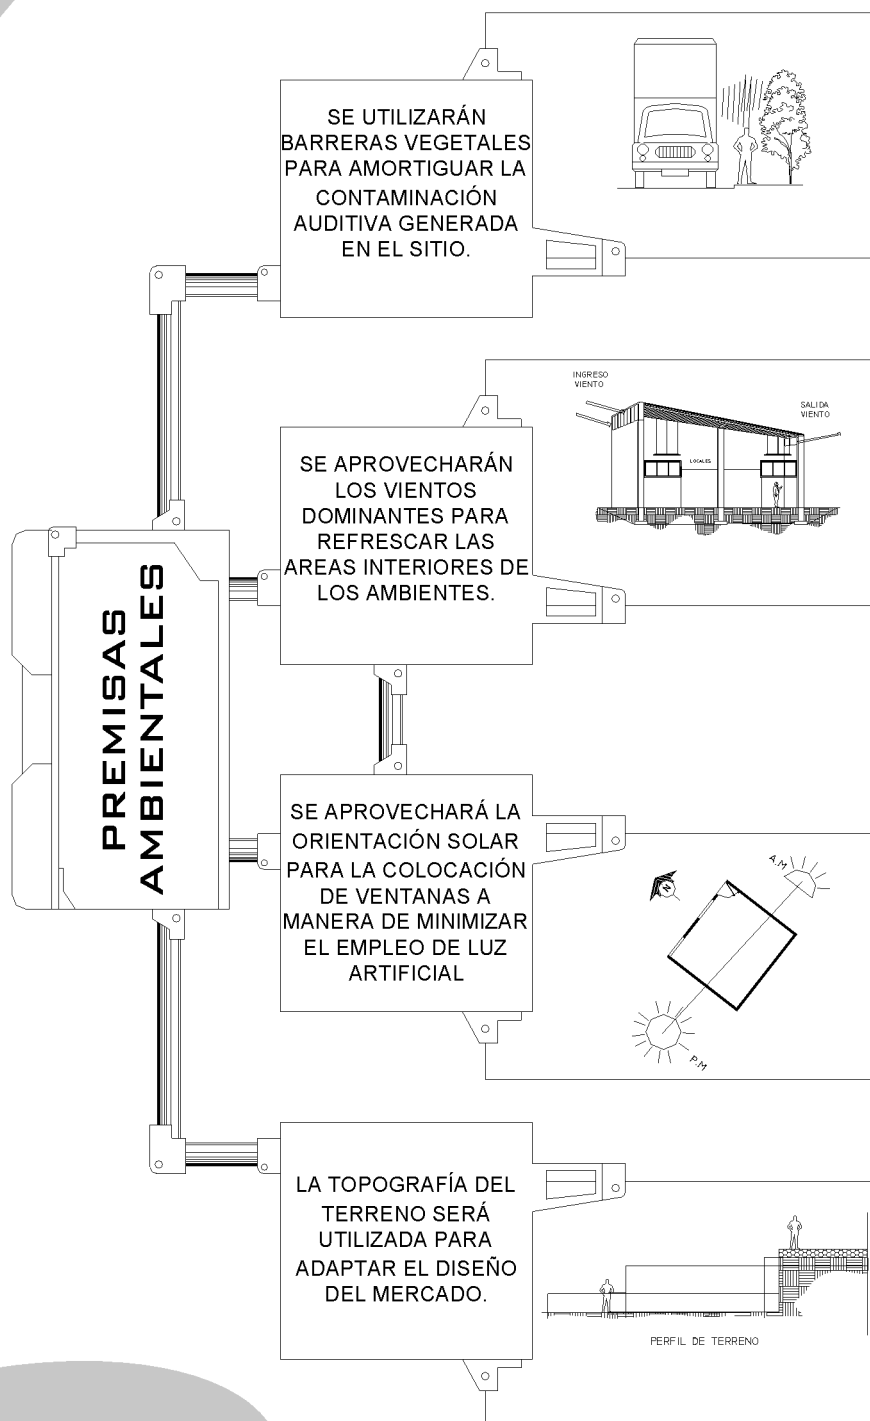 PREMISAS
AMBIENTALES
SE UTILIZARÁN
BARRERAS VEGETALES
PARA AMORTIGUAR LA
CONTAMINACIÓN
AUDITIVA GENERADA
EN EL SITIO.
SE APROVECHARÁN
LOS VIENTOS
DOMINANTES PARA
REFRESCAR LAS
AREAS INTERIORES DE
LOS AMBIENTES.
INGRESO
VIENTO
SALIDA
VIENTO
LOCALES
SE APROVECHARÁ LA
ORIENTACIÓN SOLAR
PARA LA COLOCACIÓN
DE VENTANAS A
MANERA DE MINIMIZAR
EL EMPLEO DE LUZ
ARTIFICIAL
A.M
N
P.M
LA TOPOGRAFÍA DEL
TERRENO SERÁ
UTILIZADA PARA
ADAPTAR EL DISEÑO
DEL MERCADO.
PERFIL DE TERRENO